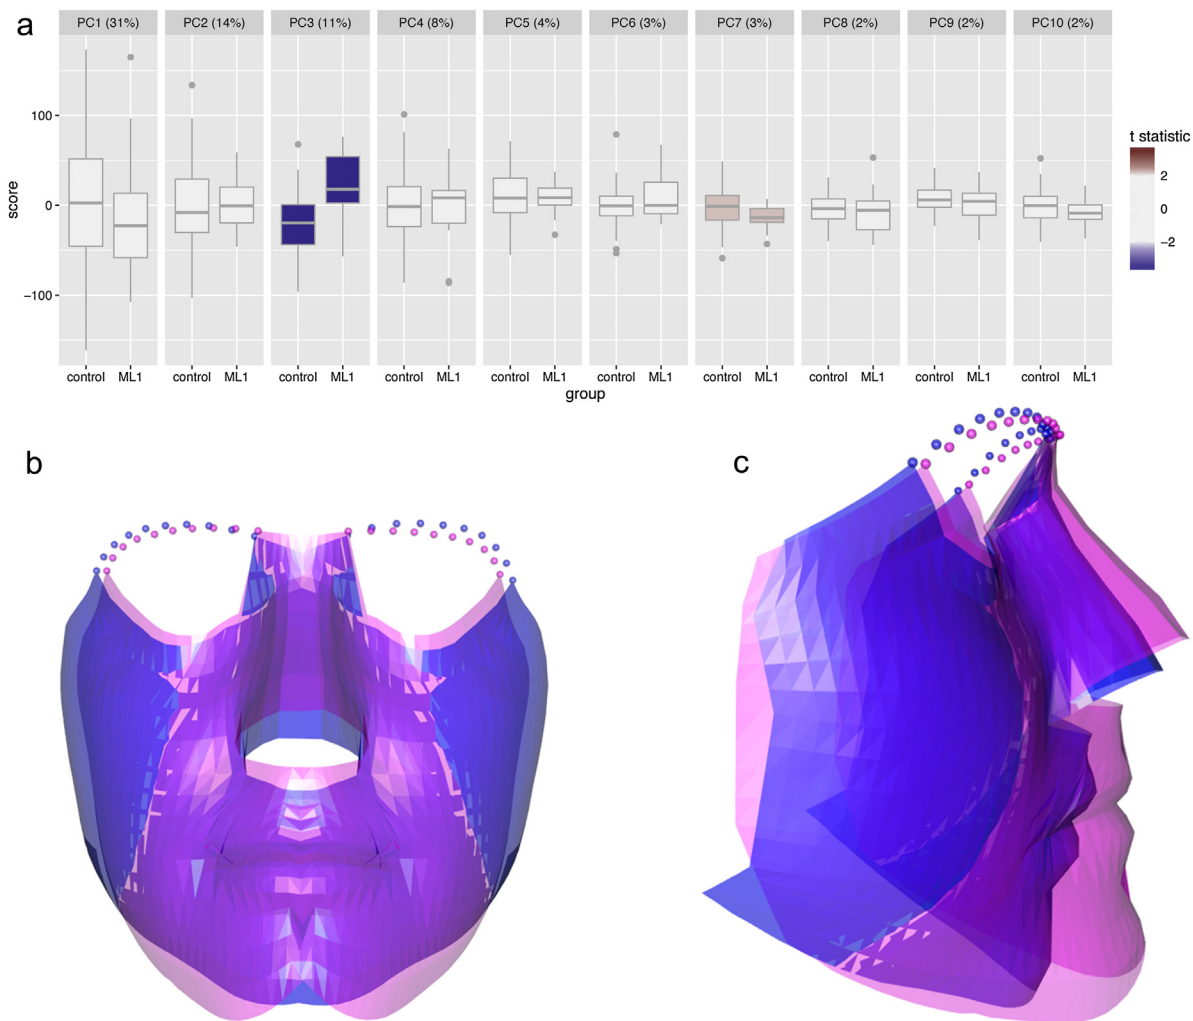 a
PC1 (31%) PC2 (14%) PC3 (11%) PC4 (8%) PC5 (4%) PC6 (3%) PC7 (3%) PC8 (2%) PC9 (2%) PC10 (2%)
score
100
0
−100
control ML1 control ML1 control ML1 control ML1 control ML1 control ML1 control ML1 control ML1 control ML1 control ML1
group
t statistic
2
0
−2
b
c